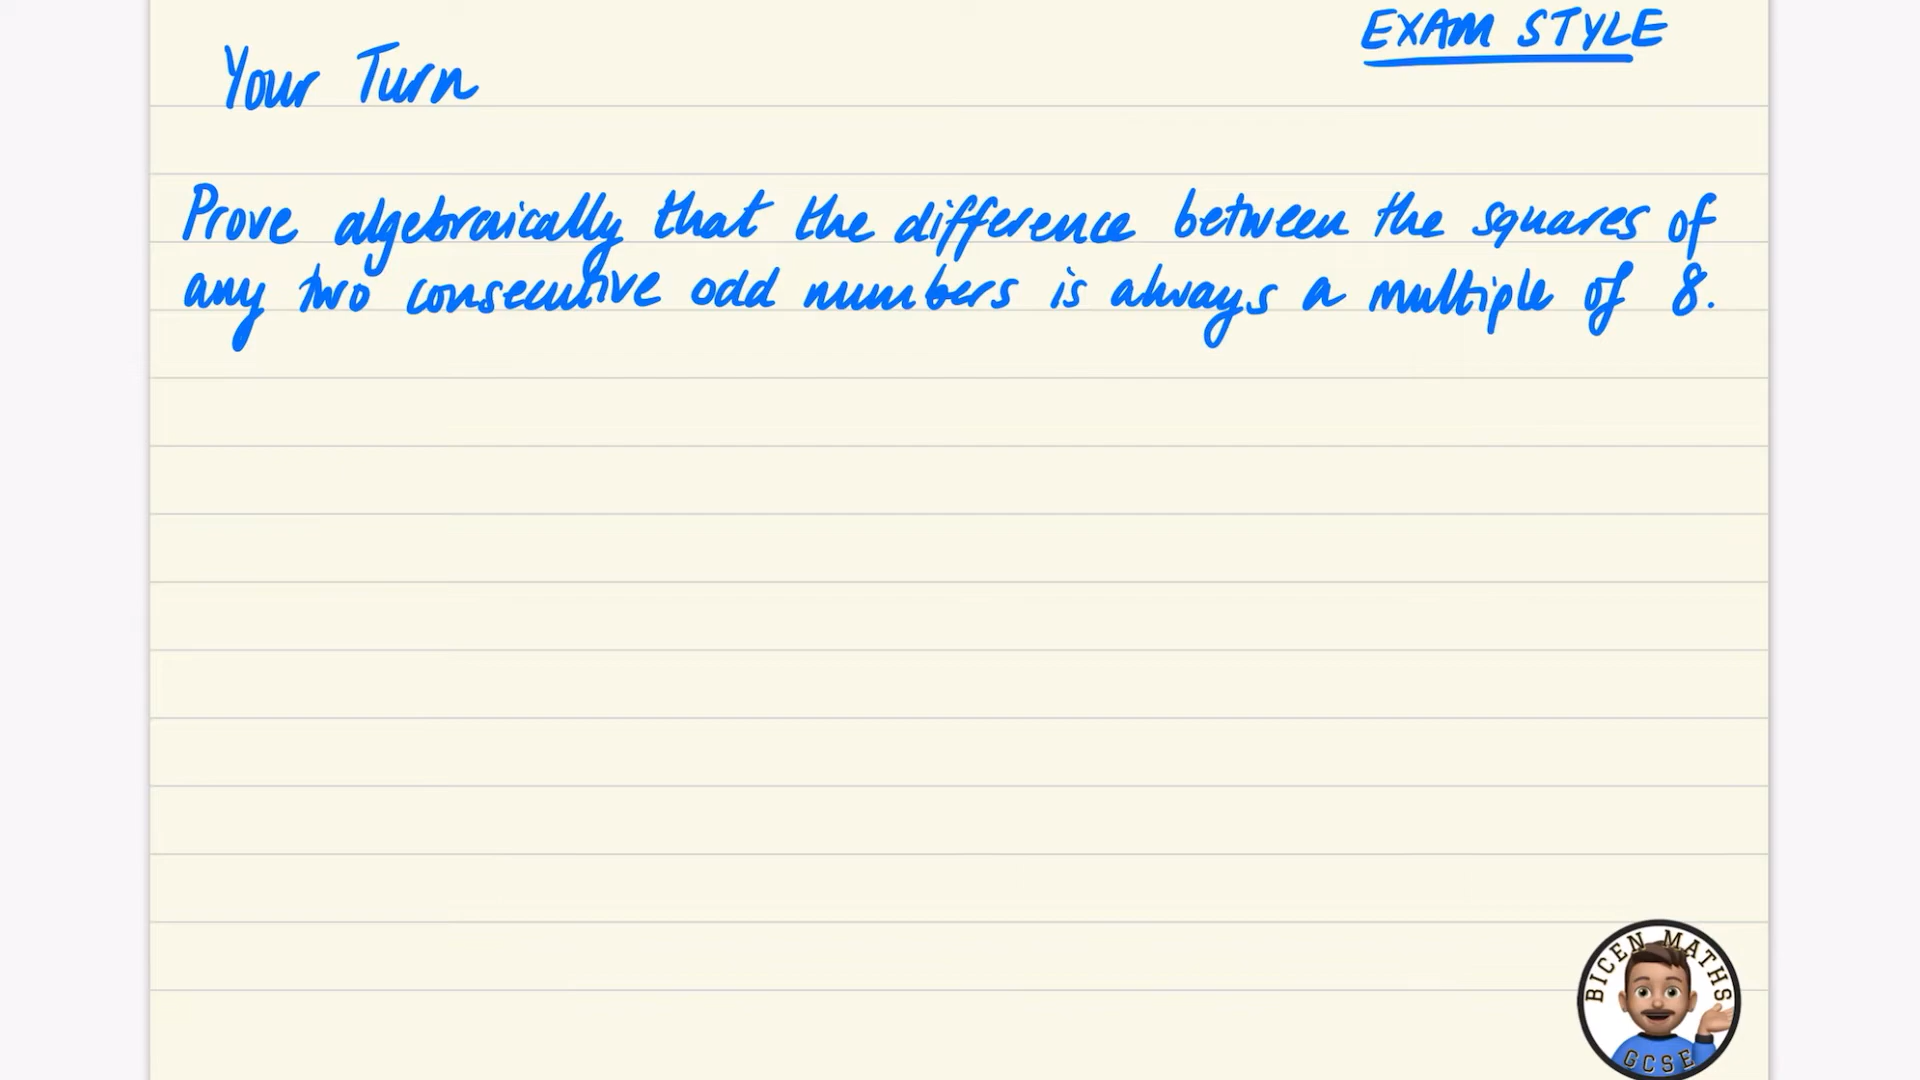 EXAM STYLE
Your Turn
Prove algebraically that the difference between the squares of
any two consecutive odd numbers is always a multiple of 8.
BICEN MATHS
GCSE